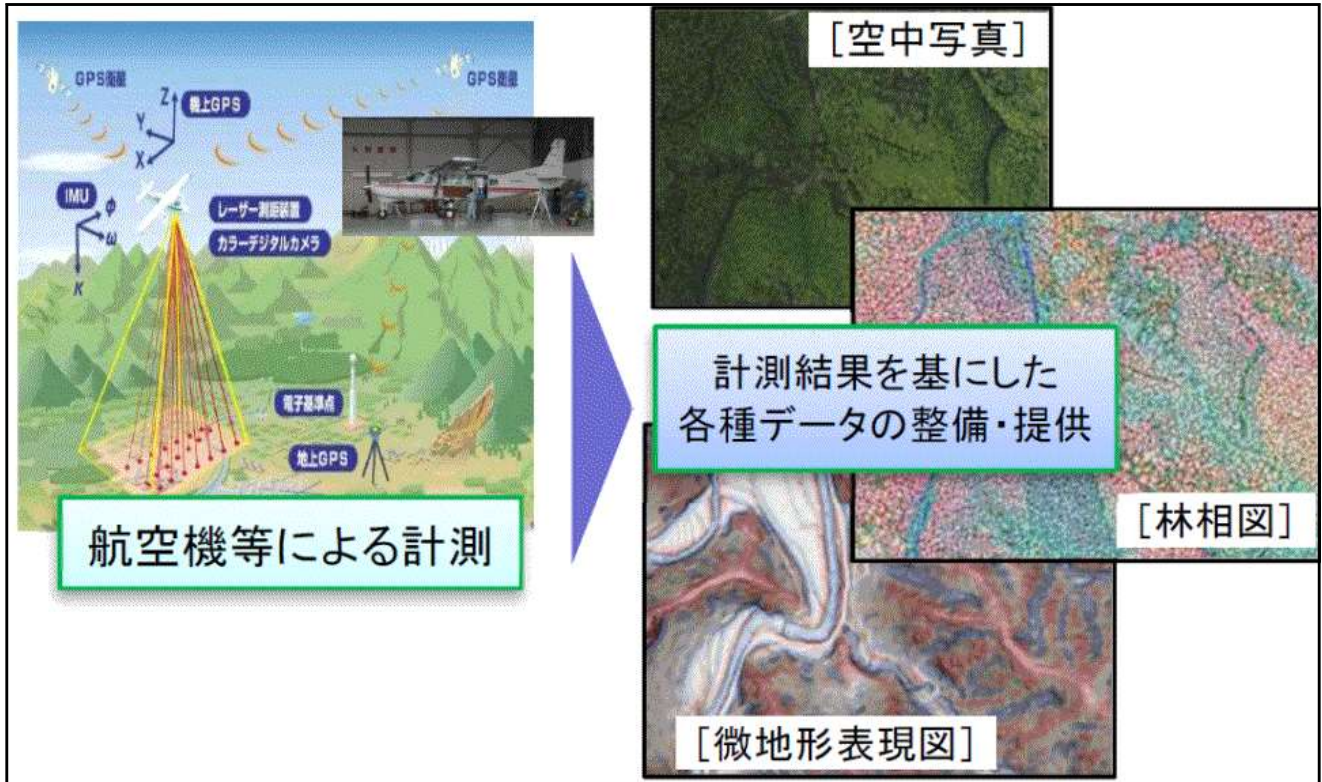 GPS衛星
GPS衛星
Z
機上GPS
Y
X
IMU
φ
ω
κ
レーザー測距装置
カラーデジタルカメラ
電子基準点
地上GPS
航空機等による計測
[空中写真]
計測結果を基にした
各種データの整備・提供
[林相図]
[微地形表現図]